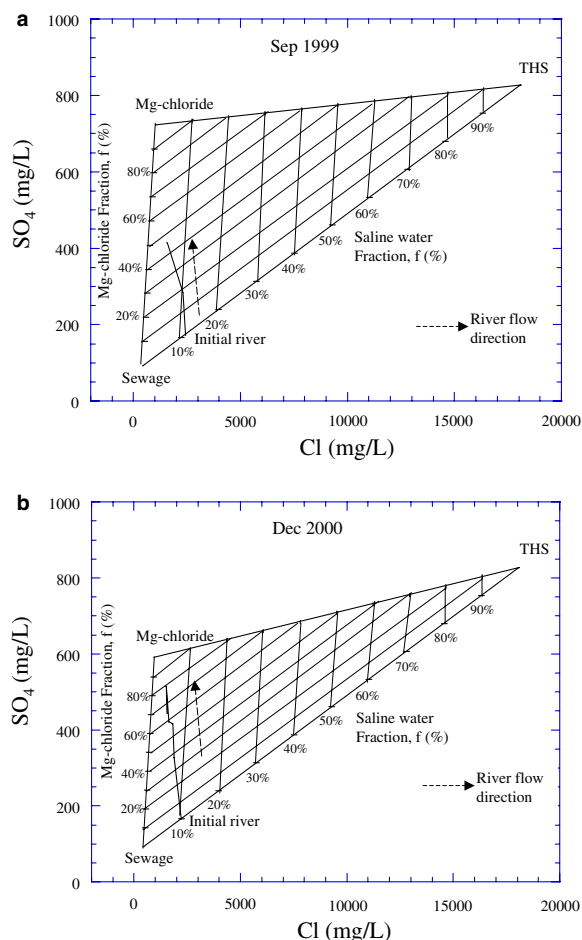 a
Sep 1999
THS
Mg-chloride
SO4 (mg/L)
Mg-chloride Fraction, f (%)
1000
800
600
400
200
0
80%
60%
40%
20%
90%
80%
70%
60%
50%
40%
30%
20%
10%
Saline water
Fraction, f (%)
Initial river
River flow
direction
Sewage
0
5000
10000
15000
20000
Cl (mg/L)
b
Dec 2000
THS
Mg-chloride
SO4 (mg/L)
Mg-chloride Fraction, f (%)
1000
800
600
400
200
0
80%
60%
40%
20%
90%
80%
70%
60%
50%
40%
30%
20%
10%
Saline water
Fraction, f (%)
Initial river
River flow
direction
Sewage
0
5000
10000
15000
20000
Cl (mg/L)